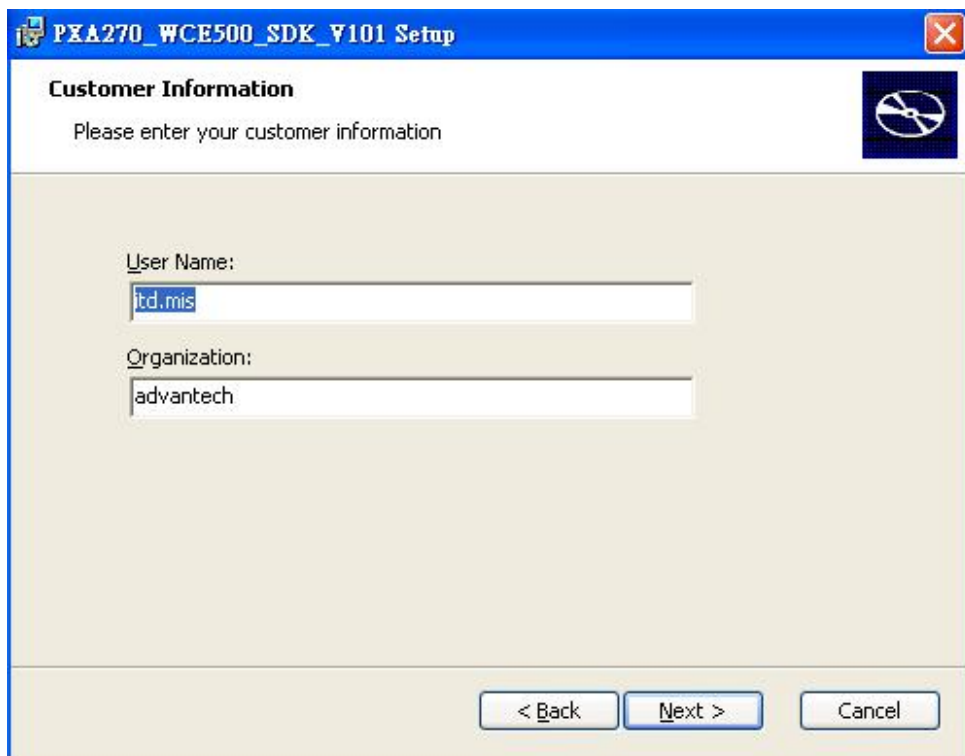 PXA270_WCE500_SDK_V101 Setup
Customer Information
Please enter your customer information
User Name:
itd.mis
Organization:
advantech
< Back
Next >
Cancel